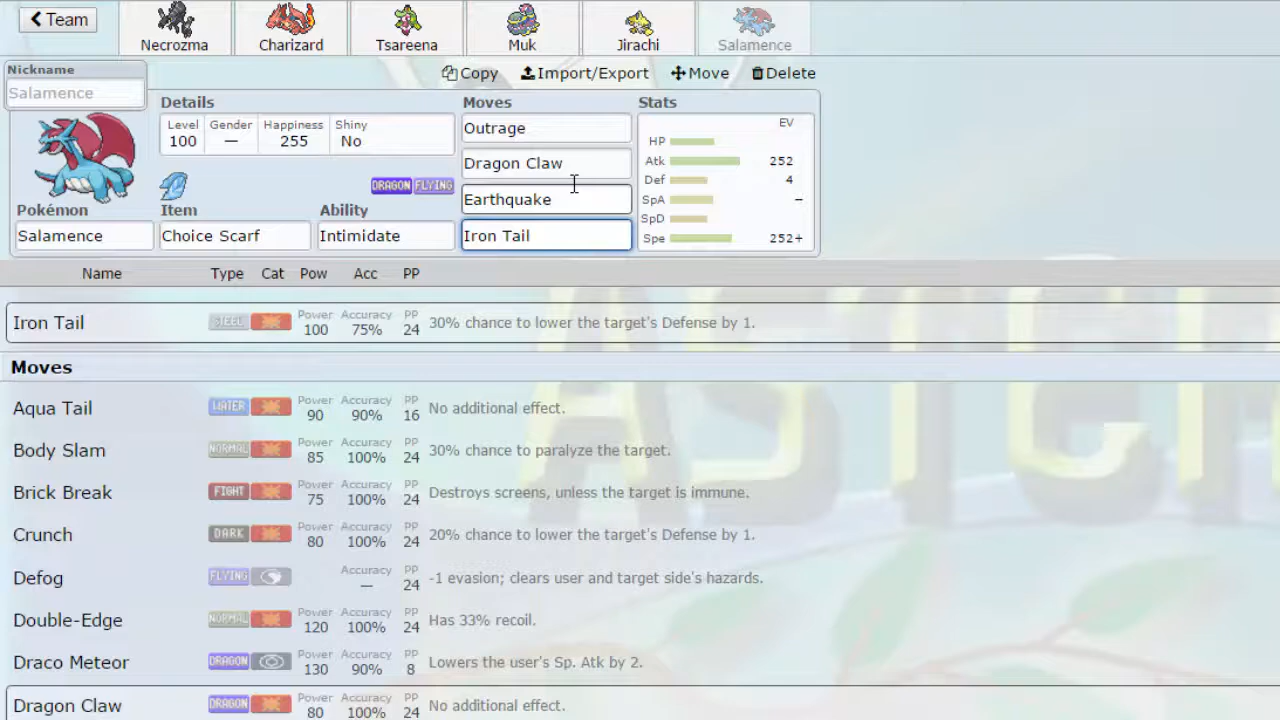 Team
Necrozma
Charizard
Tsareena
Muk
Jirachi
Salamence
Nickname
Salamence
Copy
Import/Export
Move
Delete
Details
Level Gender Happiness Shiny
100 — 255 No
DRAGON FLYING
Pokémon Item Ability
Salamence Choice Scarf Intimidate
Moves
Outrage
Dragon Claw
Earthquake
Iron Tail
Stats
EV
HP
Atk 252
Def 4
SpA –
SpD
Spe 252+
Name Type Cat Pow Acc PP
Iron Tail STEEL Power 100 Accuracy 75% PP 24 30% chance to lower the target's Defense by 1.
Moves
Aqua Tail WATER Power 90 Accuracy 90% PP 16 No additional effect.
Body Slam NORMAL Power 85 Accuracy 100% PP 24 30% chance to paralyze the target.
Brick Break FIGHT Power 75 Accuracy 100% PP 24 Destroys screens, unless the target is immune.
Crunch DARK Power 80 Accuracy 100% PP 24 20% chance to lower the target's Defense by 1.
Defog FLYING Accuracy — PP 24 -1 evasion; clears user and target side's hazards.
Double-Edge NORMAL Power 120 Accuracy 100% PP 24 Has 33% recoil.
Draco Meteor DRAGON Power 130 Accuracy 90% PP 8 Lowers the user's Sp. Atk by 2.
Dragon Claw DRAGON Power 80 Accuracy 100% PP 24 No additional effect.